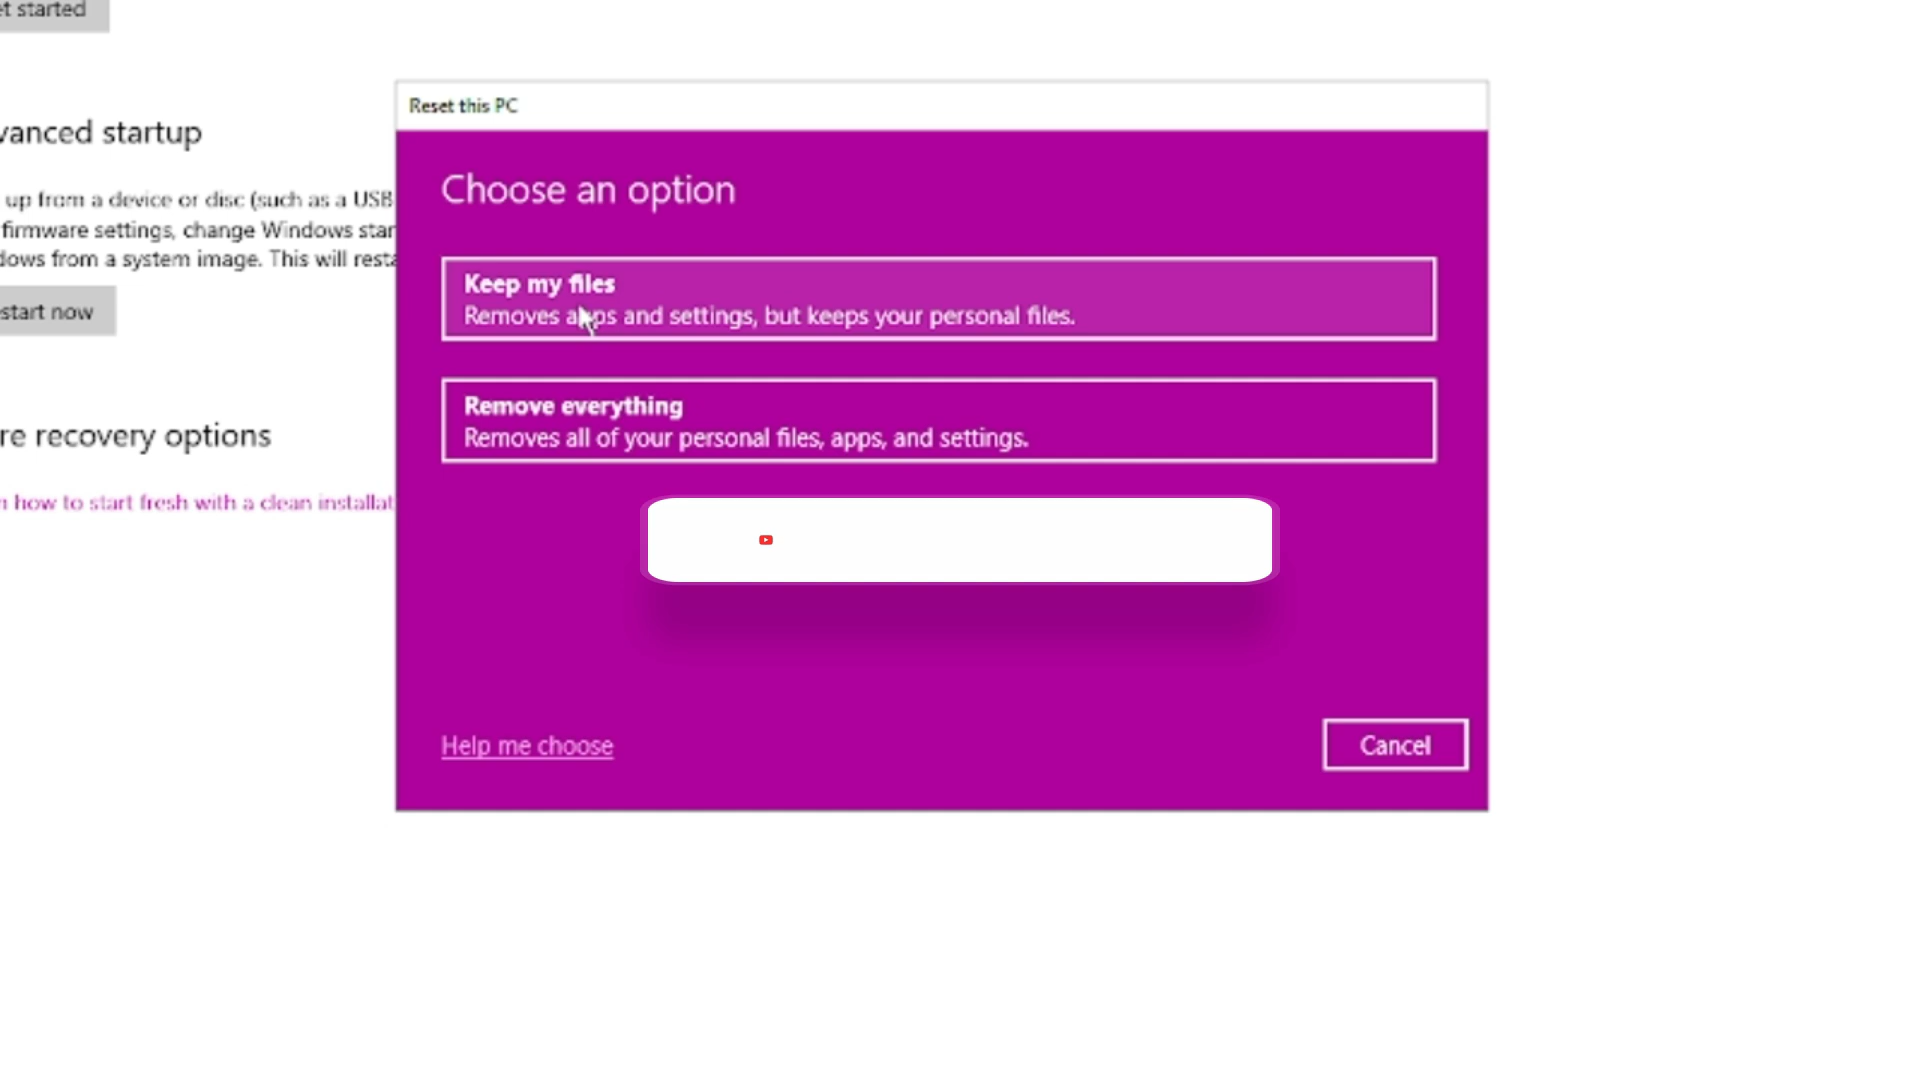 et started
Reset this PC
vanced startup
Choose an option
up from a device or disc (such as a USB
firmware settings, change Windows star
dows from a system image. This will resta
start now
Keep my files
Removes apps and settings, but keeps your personal files.
Remove everything
Removes all of your personal files, apps, and settings.
re recovery options
n how to start fresh with a clean installat
Help me choose
Cancel